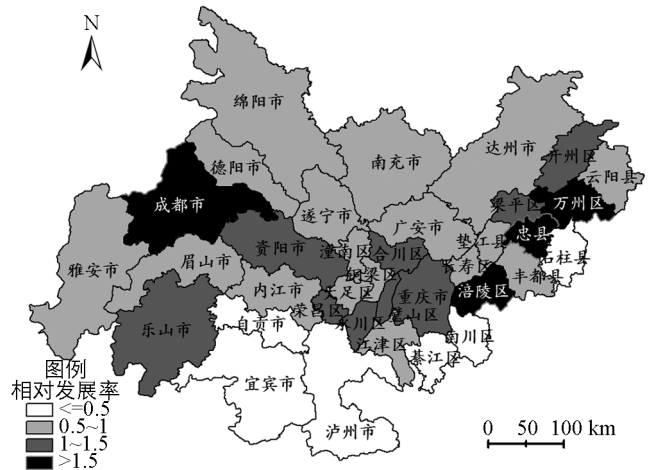 N
绵阳市
达州市
开州区
德阳市
南充市
云阳县
成都市
梁平区
万州区
遂宁市
广安市
忠县
资阳市
潼南区
合川区
垫江县
石柱县
雅安市
眉山市
铜梁区
长寿区
丰都县
内江市
大足区
重庆市
涪陵区
荣昌区
璧山区
乐山市
自贡市
永川区
江津区
南川区
綦江区
宜宾市
泸州市
图例
相对发展率
<=0.5
0.5~1
1~1.5
>1.5
0 50 100 km